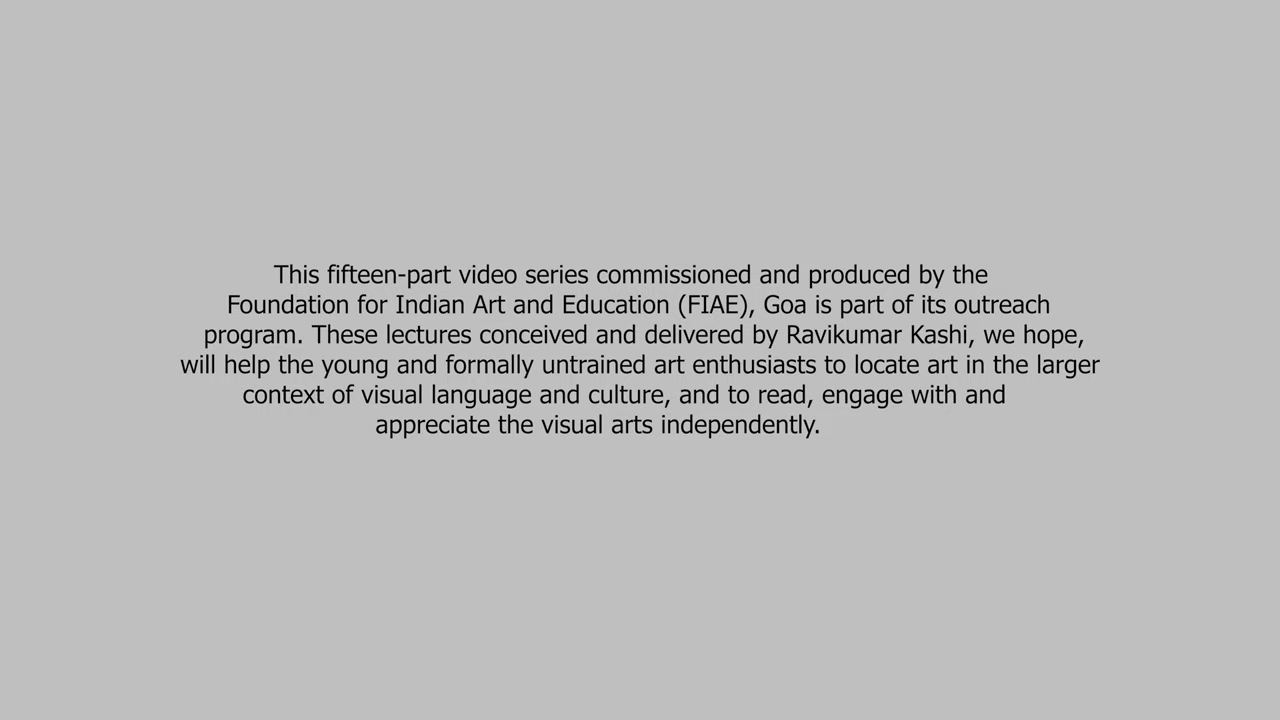 This fifteen-part video series commissioned and produced by the
Foundation for Indian Art and Education (FIAE), Goa is part of its outreach
program. These lectures conceived and delivered by Ravikumar Kashi, we hope,
will help the young and formally untrained art enthusiasts to locate art in the larger
context of visual language and culture, and to read, engage with and
appreciate the visual arts independently.